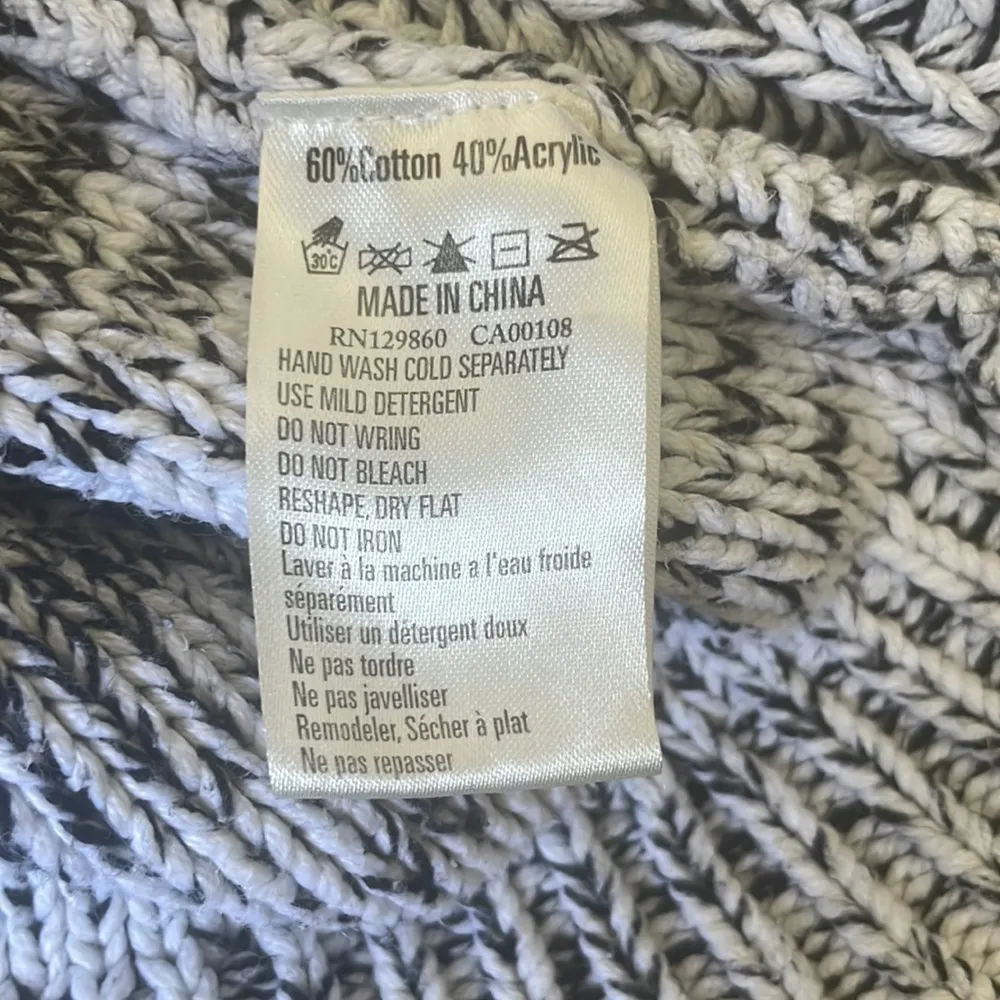 60%Cotton 40%Acrylic
30°C
MADE IN CHINA
RN129860 CA00108
HAND WASH COLD SEPARATELY
USE MILD DETERGENT
DO NOT WRING
DO NOT BLEACH
RESHAPE, DRY FLAT
DO NOT IRON
Laver à la machine a l'eau froide
séparément
Utiliser un détergent doux
Ne pas tordre
Ne pas javelliser
Remodeler, Sécher à plat
Ne pas repasser